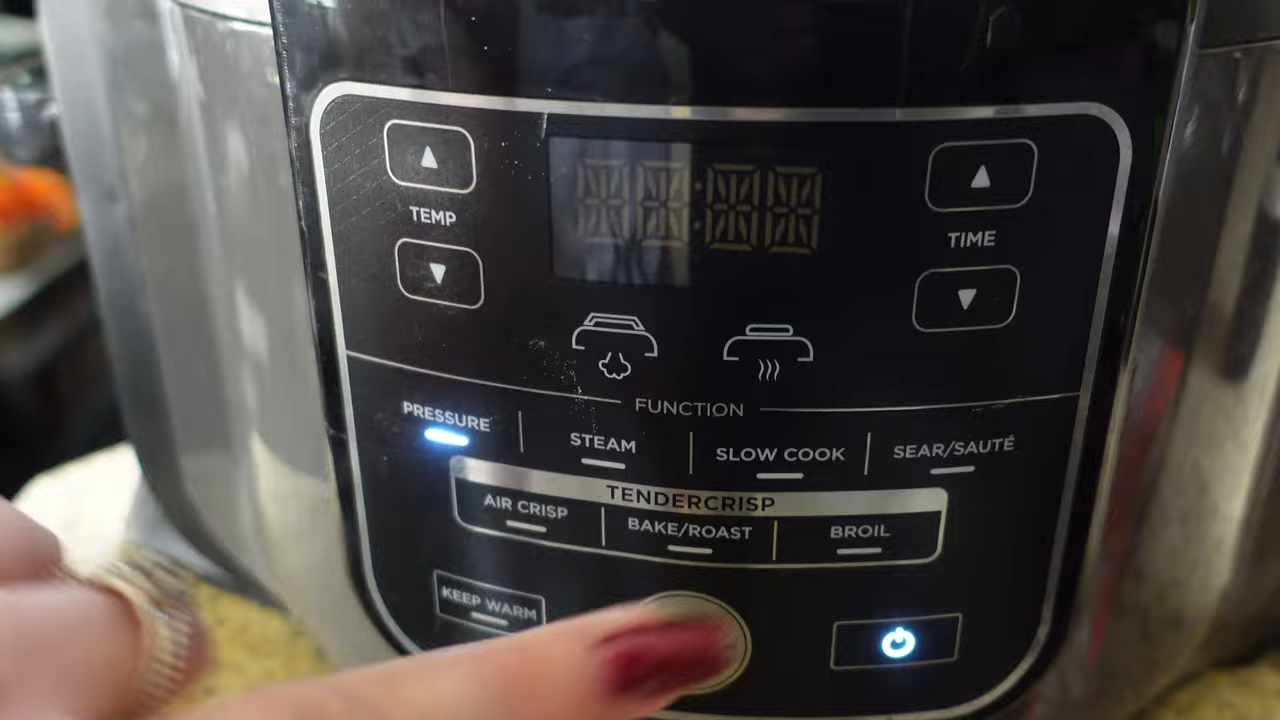 TEMP
TIME
FUNCTION
PRESSURE
STEAM
SLOW COOK
SEAR/SAUTÉ
TENDERCRISP
AIR CRISP
BAKE/ROAST
BROIL
KEEP WARM